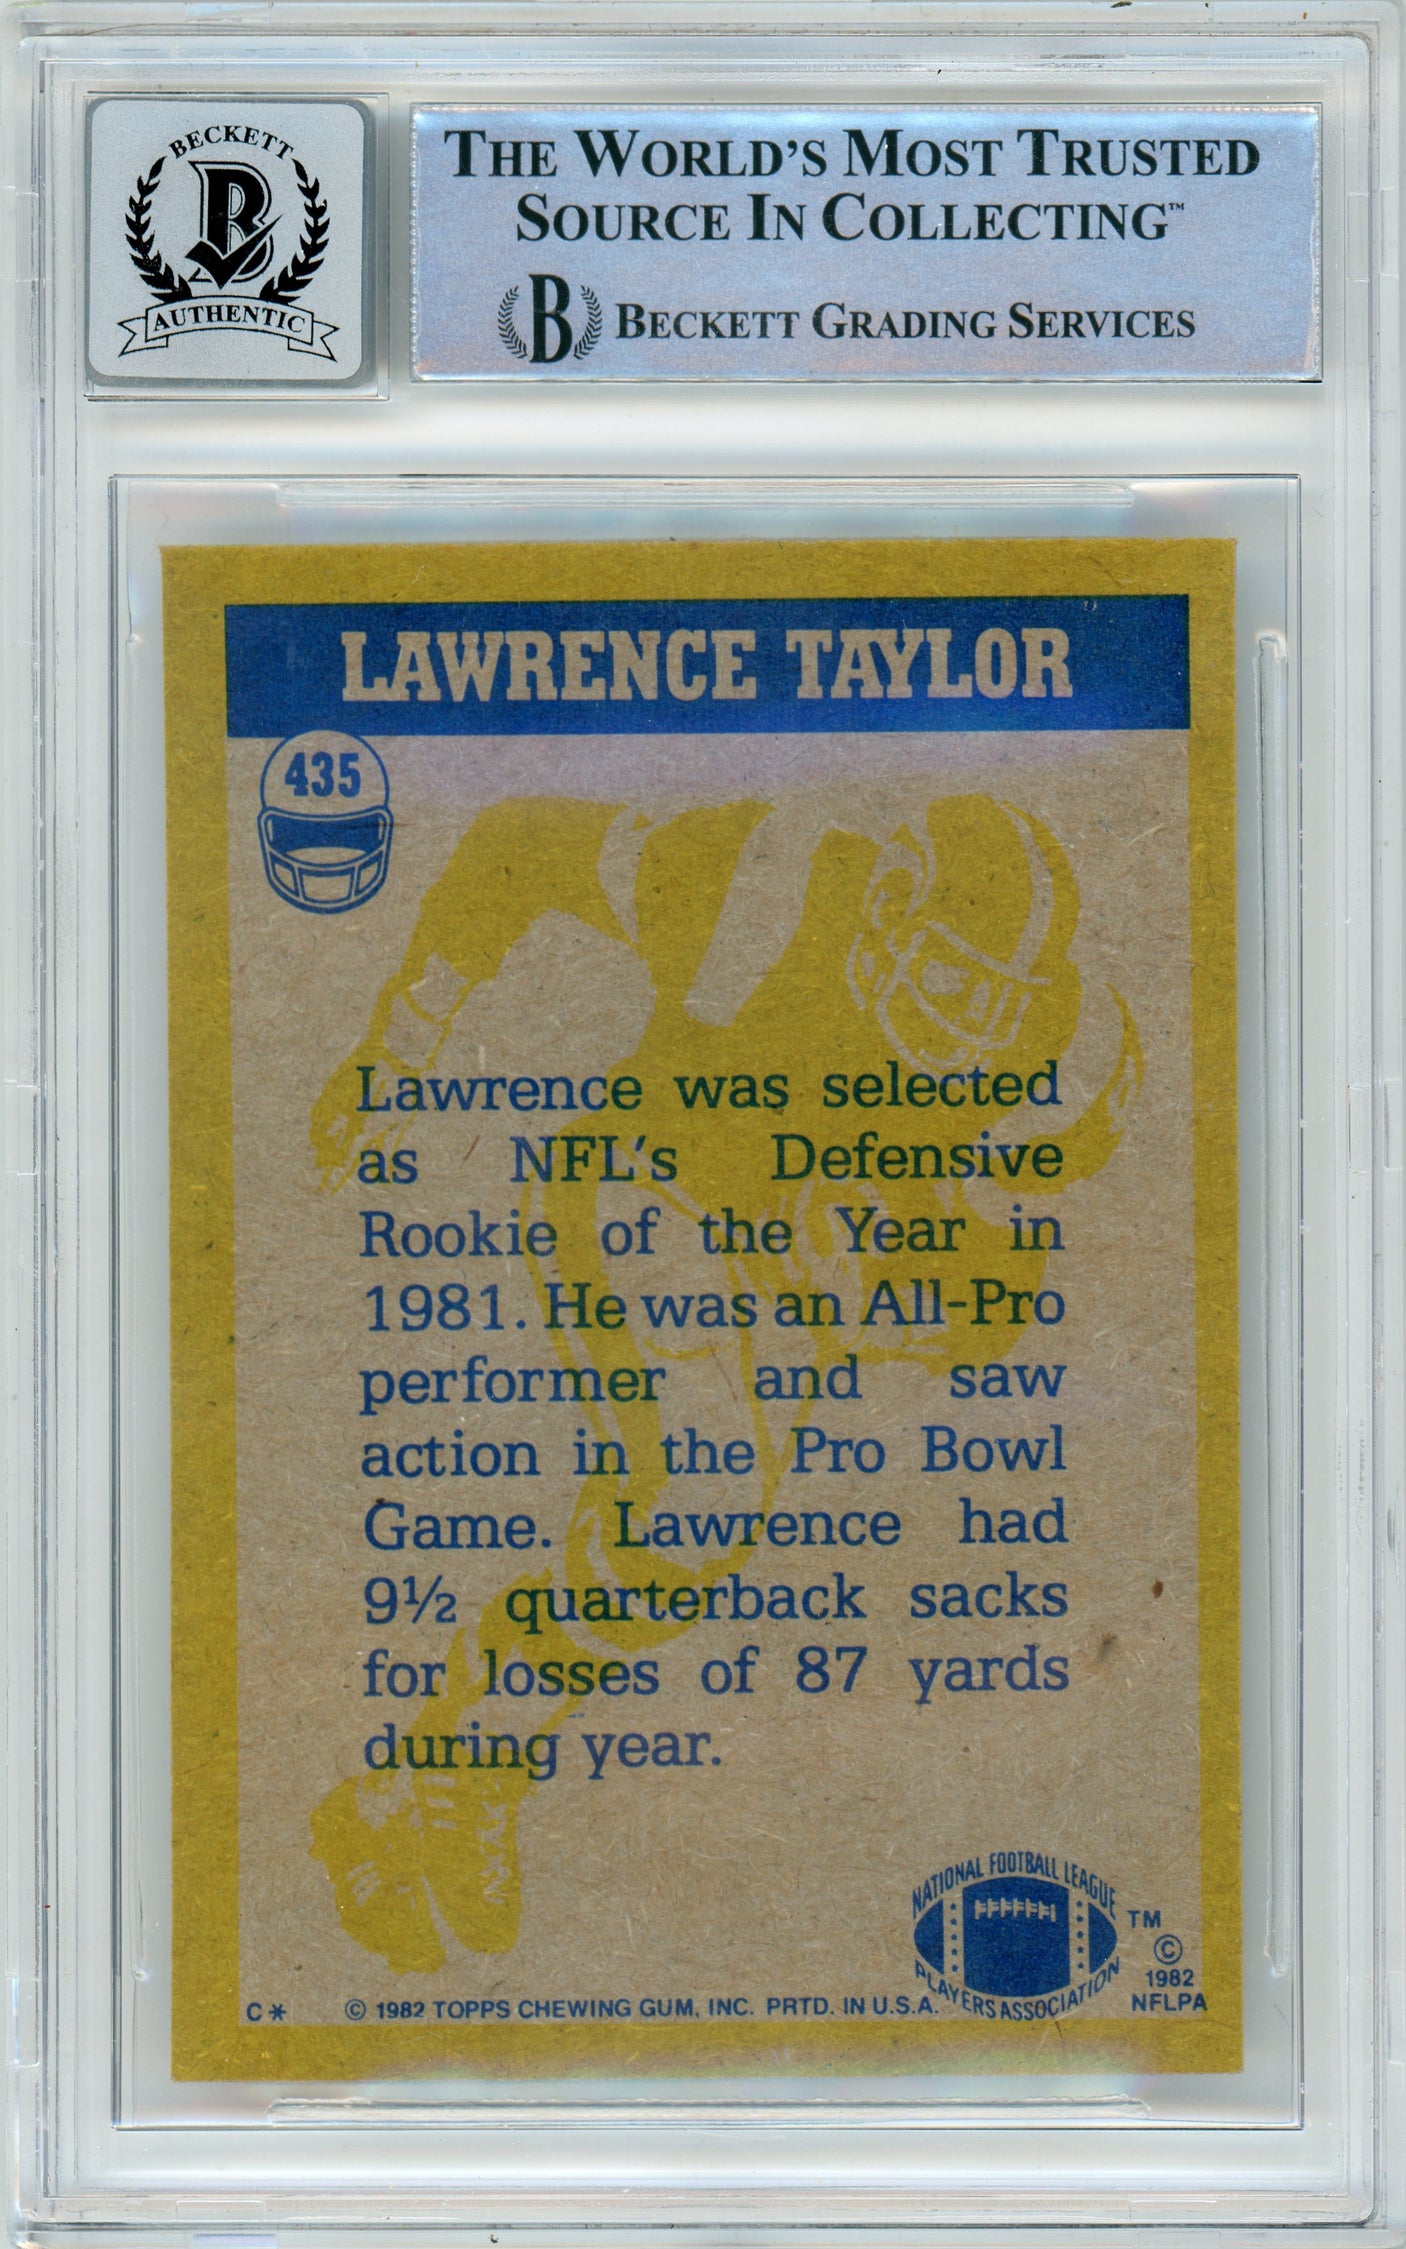 BECKETT
B
AUTHENTIC
THE WORLD'S MOST TRUSTED
SOURCE IN COLLECTING™
B BECKETT GRADING SERVICES
LAWRENCE TAYLOR
435
Lawrence was selected
as NFL's Defensive
Rookie of the Year in
1981. He was an All-Pro
performer and saw
action in the Pro Bowl
Game. Lawrence had
9½ quarterback sacks
for losses of 87 yards
during year.
NATIONAL FOOTBALL LEAGUE
PLAYERS ASSOCIATION
TM
©
1982
NFLPA
C* © 1982 TOPPS CHEWING GUM, INC. PRTD. IN U.S.A.